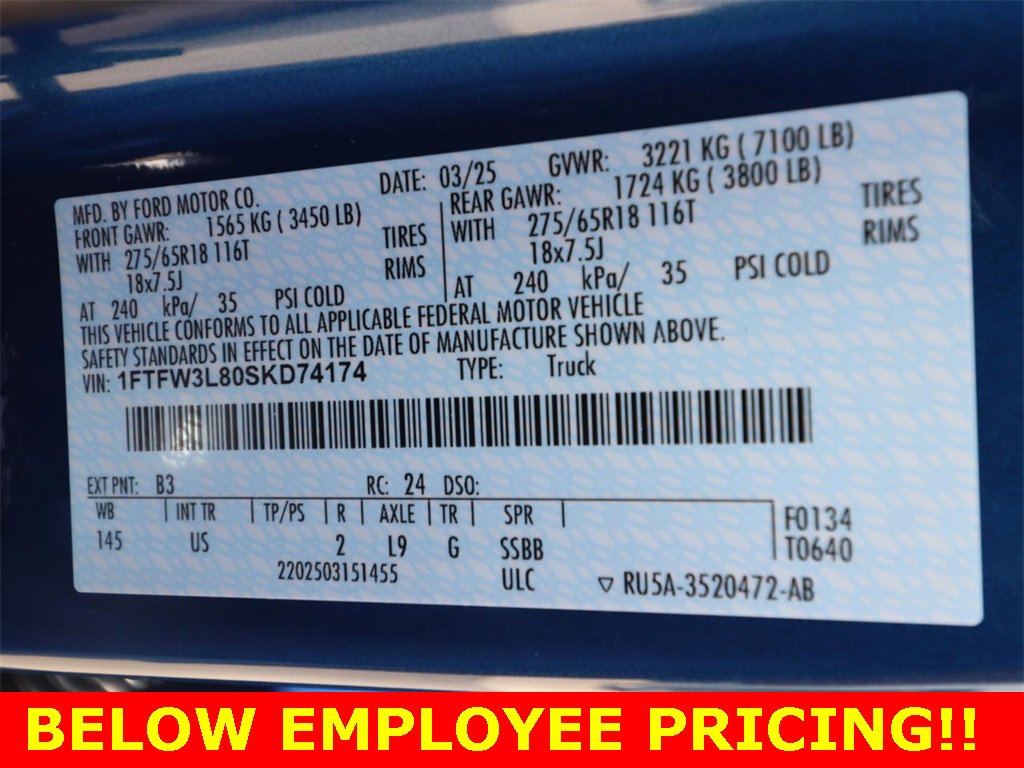 MFD. BY FORD MOTOR CO. DATE: 03/25 GVWR: 3221 KG ( 7100 LB)
FRONT GAWR: 1565 KG ( 3450 LB) REAR GAWR: 1724 KG ( 3800 LB)
WITH 275/65R18 116T TIRES WITH 275/65R18 116T TIRES
18x7.5J RIMS 18x7.5J RIMS
AT 240 kPa/ 35 PSI COLD AT 240 kPa/ 35 PSI COLD
THIS VEHICLE CONFORMS TO ALL APPLICABLE FEDERAL MOTOR VEHICLE
SAFETY STANDARDS IN EFFECT ON THE DATE OF MANUFACTURE SHOWN ABOVE.
VIN: 1FTFW3L80SKD74174 TYPE: Truck
EXT PNT: B3 RC: 24 DSO:
WB INT TR TP/PS R AXLE TR SPR F0134
145 US 2 L9 G SSBB T0640
2202503151455 ULC RU5A-3520472-AB
BELOW EMPLOYEE PRICING!!